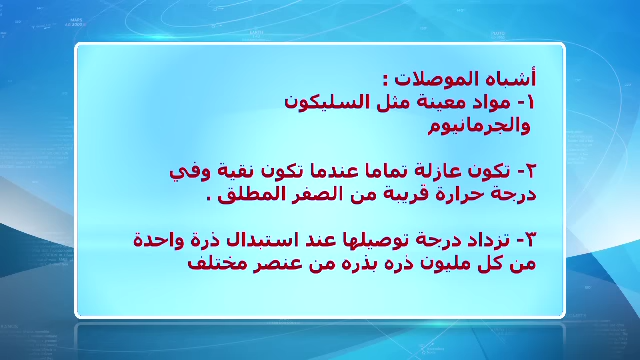 أشباه الموصلات :
١- مواد معينة مثل السليكون
والجرمانيوم
٢- تكون عازلة تماما عندما تكون نقية وفي
درجة حرارة قريبة من الصفر المطلق .
٣- تزداد درجة توصيلها عند استبدال ذرة واحدة
من كل مليون ذره بذره من عنصر مختلف